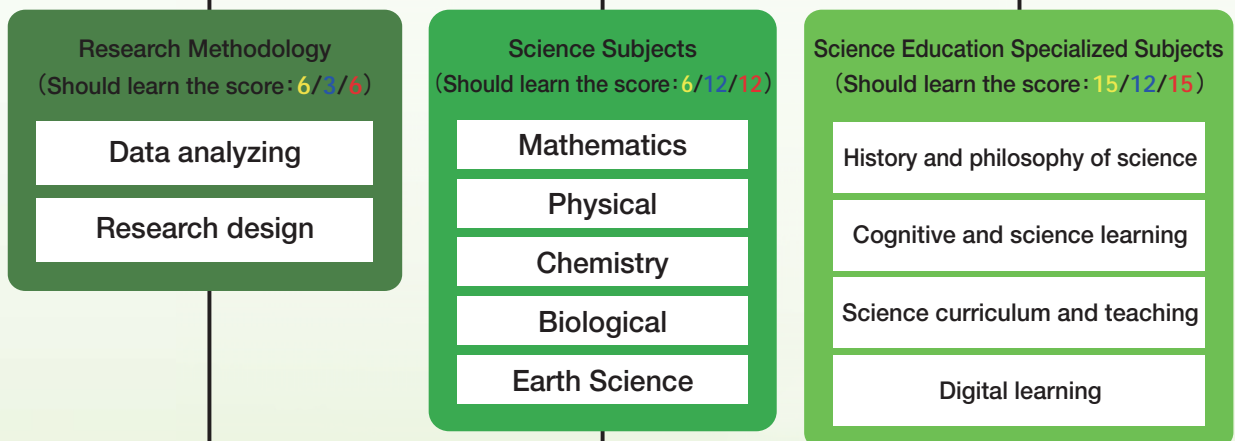 Research Methodology
(Should learn the score:6/3/6)
Data analyzing
Research design
Science Subjects
(Should learn the score:6/12/12)
Mathematics
Physical
Chemistry
Biological
Earth Science
Science Education Specialized Subjects
(Should learn the score:15/12/15)
History and philosophy of science
Cognitive and science learning
Science curriculum and teaching
Digital learning